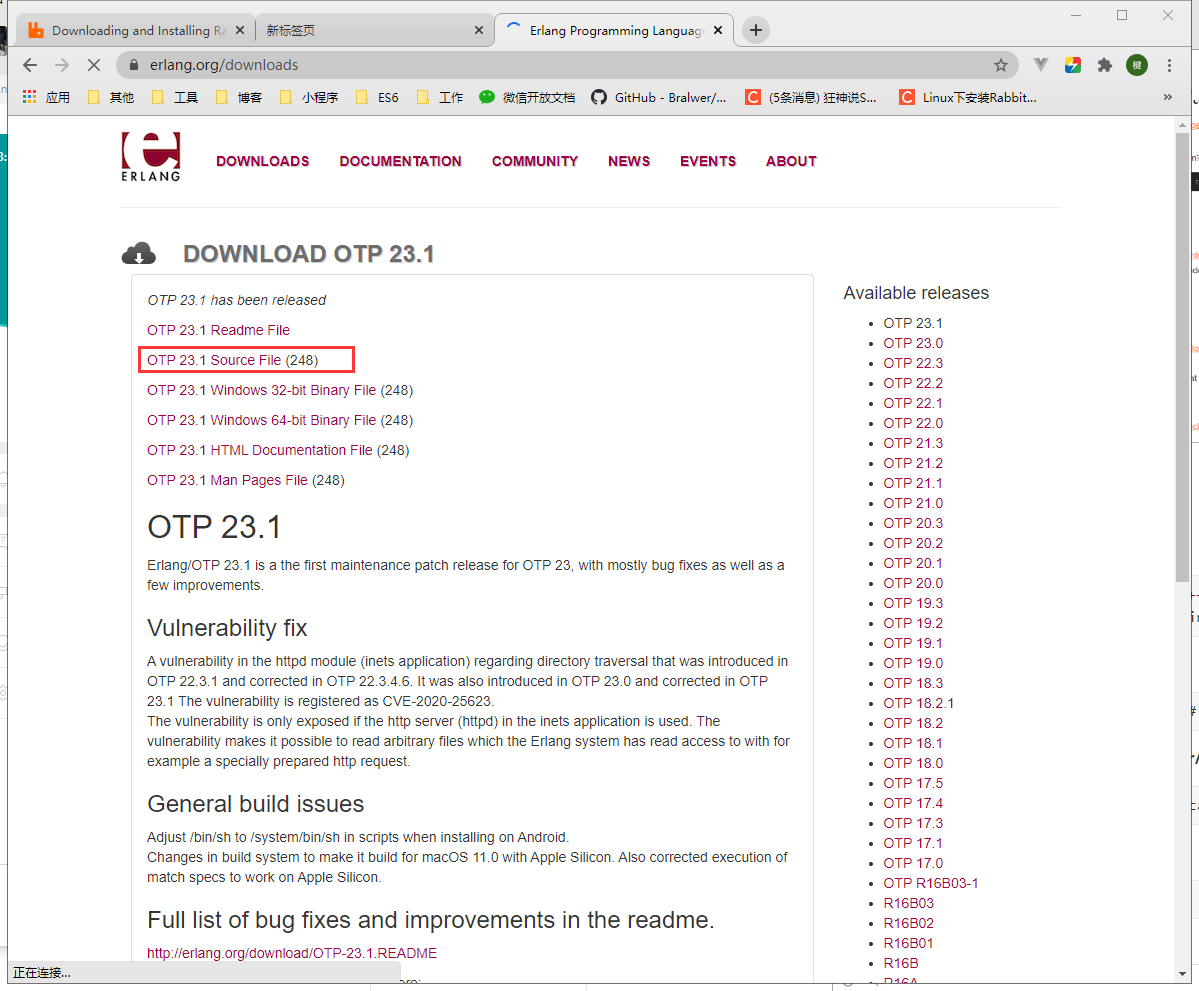 Downloading and Installing Ra
新标签页
Erlang Programming Language
erlang.org/downloads
应用
其他
工具
博客
小程序
ES6
工作
微信开放文档
GitHub - Bralwer/...
(5条消息) 狂神说S...
Linux下安装Rabbit...
»
ERLANG
DOWNLOADS
DOCUMENTATION
COMMUNITY
NEWS
EVENTS
ABOUT
DOWNLOAD OTP 23.1
OTP 23.1 has been released
OTP 23.1 Readme File
OTP 23.1 Source File (248)
OTP 23.1 Windows 32-bit Binary File (248)
OTP 23.1 Windows 64-bit Binary File (248)
OTP 23.1 HTML Documentation File (248)
OTP 23.1 Man Pages File (248)
OTP 23.1
Erlang/OTP 23.1 is a the first maintenance patch release for OTP 23, with mostly bug fixes as well as a
few improvements.
Vulnerability fix
A vulnerability in the httpd module (inets application) regarding directory traversal that was introduced in
OTP 22.3.1 and corrected in OTP 22.3.4.6. It was also introduced in OTP 23.0 and corrected in OTP
23.1 The vulnerability is registered as CVE-2020-25623.
The vulnerability is only exposed if the http server (httpd) in the inets application is used. The
vulnerability makes it possible to read arbitrary files which the Erlang system has read access to with for
example a specially prepared http request.
General build issues
Adjust /bin/sh to /system/bin/sh in scripts when installing on Android.
Changes in build system to make it build for macOS 11.0 with Apple Silicon. Also corrected execution of
match specs to work on Apple Silicon.
Full list of bug fixes and improvements in the readme.
http://erlang.org/download/OTP-23.1.README
Available releases
OTP 23.1
OTP 23.0
OTP 22.3
OTP 22.2
OTP 22.1
OTP 22.0
OTP 21.3
OTP 21.2
OTP 21.1
OTP 21.0
OTP 20.3
OTP 20.2
OTP 20.1
OTP 20.0
OTP 19.3
OTP 19.2
OTP 19.1
OTP 19.0
OTP 18.3
OTP 18.2.1
OTP 18.2
OTP 18.1
OTP 18.0
OTP 17.5
OTP 17.4
OTP 17.3
OTP 17.1
OTP 17.0
OTP R16B03-1
R16B03
R16B02
R16B01
R16B
R16A
正在连接...